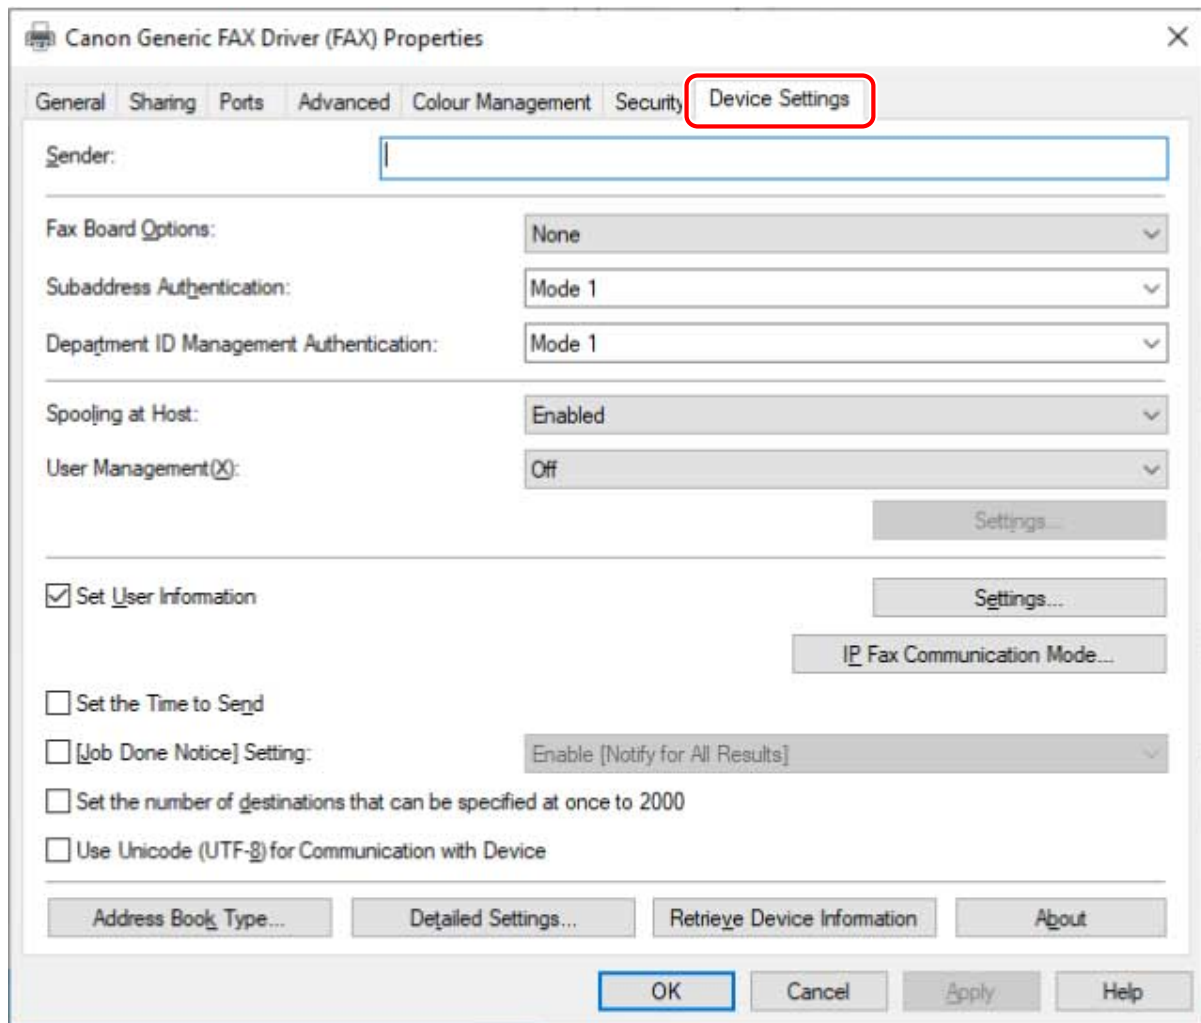 Canon Generic FAX Driver (FAX) Properties
General Sharing Ports Advanced Colour Management Security Device Settings
Sender:
Fax Board Options: None
Subaddress Authentication: Mode 1
Department ID Management Authentication: Mode 1
Spooling at Host: Enabled
User Management(X): Off
Settings...
Set User Information Settings...
IP Fax Communication Mode...
Set the Time to Send
[Job Done Notice] Setting: Enable [Notify for All Results]
Set the number of destinations that can be specified at once to 2000
Use Unicode (UTF-8) for Communication with Device
Address Book Type... Detailed Settings... Retrieve Device Information About
OK Cancel Apply Help